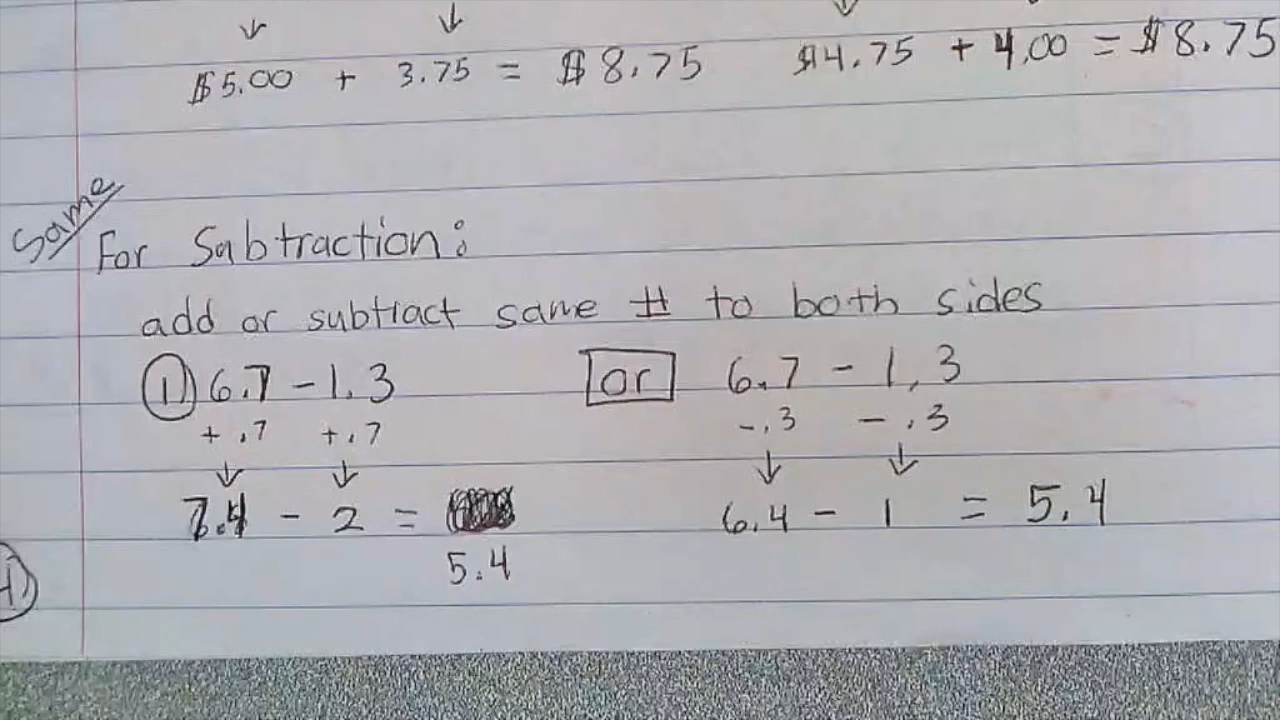 $5.00 + 3.75 = $8.75 $4.75 + 4.00 = $8.75
Same
For Subtraction:
add or subtract same # to both sides
① 6.7 - 1.3 or 6.7 - 1.3
+ .7 +.7 -.3 - .3
7.4 - 2 = 6.4 - 1 = 5.4
5.4